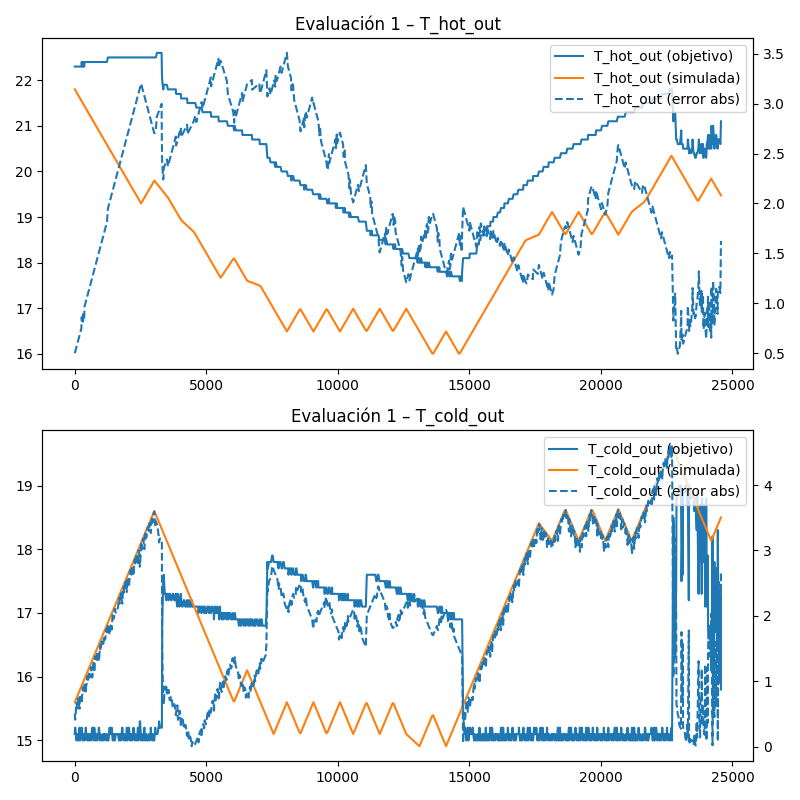 Evaluación 1 – T_hot_out
T_hot_out (objetivo)
T_hot_out (simulada)
T_hot_out (error abs)
22
21
20
19
18
17
16
3.5
3.0
2.5
2.0
1.5
1.0
0.5
0 5000 10000 15000 20000 25000
Evaluación 1 – T_cold_out
T_cold_out (objetivo)
T_cold_out (simulada)
T_cold_out (error abs)
19
18
17
16
15
4
3
2
1
0
0 5000 10000 15000 20000 25000